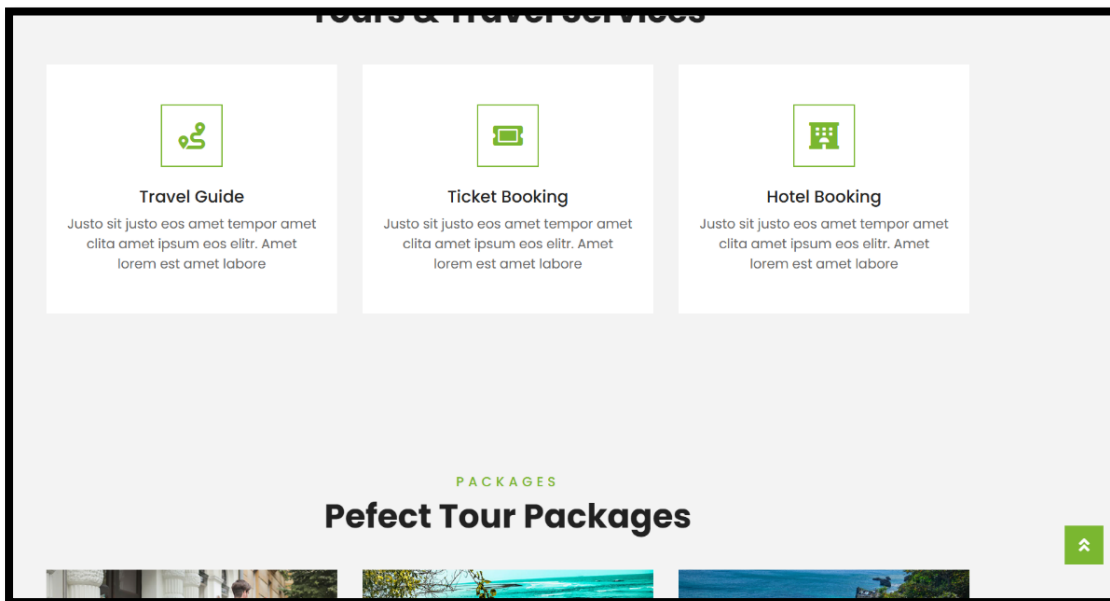 Tours & Travel Services
Travel Guide
Justo sit justo eos amet tempor amet
clita amet ipsum eos elitr. Amet
lorem est amet labore
Ticket Booking
Justo sit justo eos amet tempor amet
clita amet ipsum eos elitr. Amet
lorem est amet labore
Hotel Booking
Justo sit justo eos amet tempor amet
clita amet ipsum eos elitr. Amet
lorem est amet labore
PACKAGES
Pefect Tour Packages